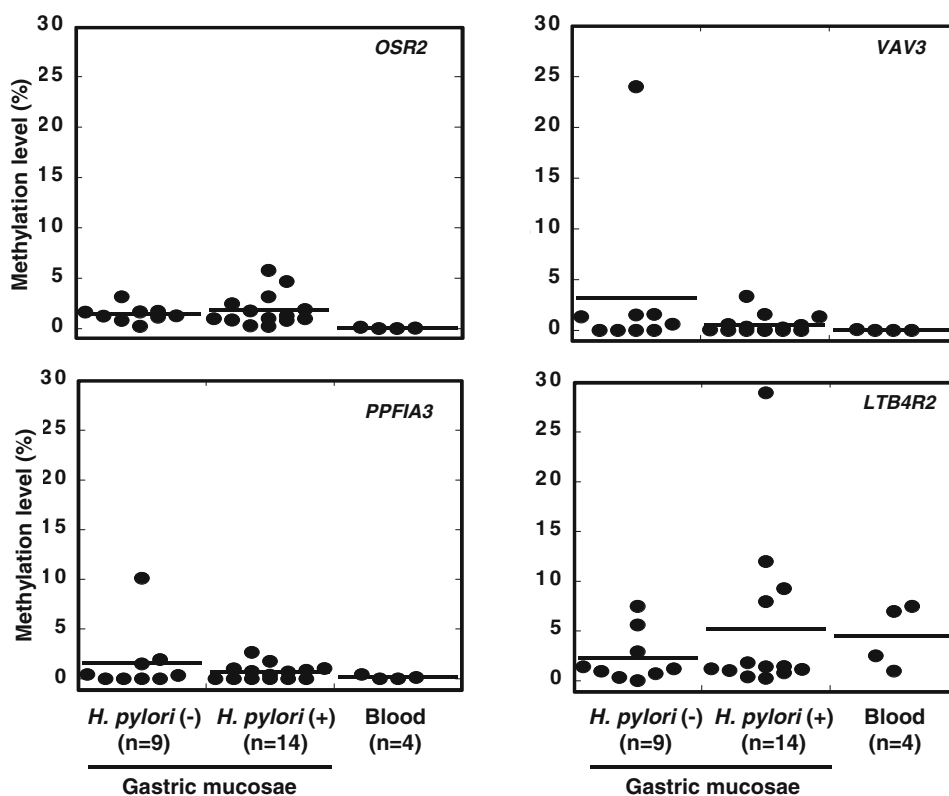 30
25
20
15
10
5
0
Methylation level (%)
OSR2
30
25
20
15
10
5
0
VAV3
30
25
20
15
10
5
0
Methylation level (%)
PPFIA3
30
25
20
15
10
5
0
LTB4R2
H. pylori (-) H. pylori (+) Blood
(n=9) (n=14) (n=4)
Gastric mucosae
H. pylori (-) H. pylori (+) Blood
(n=9) (n=14) (n=4)
Gastric mucosae